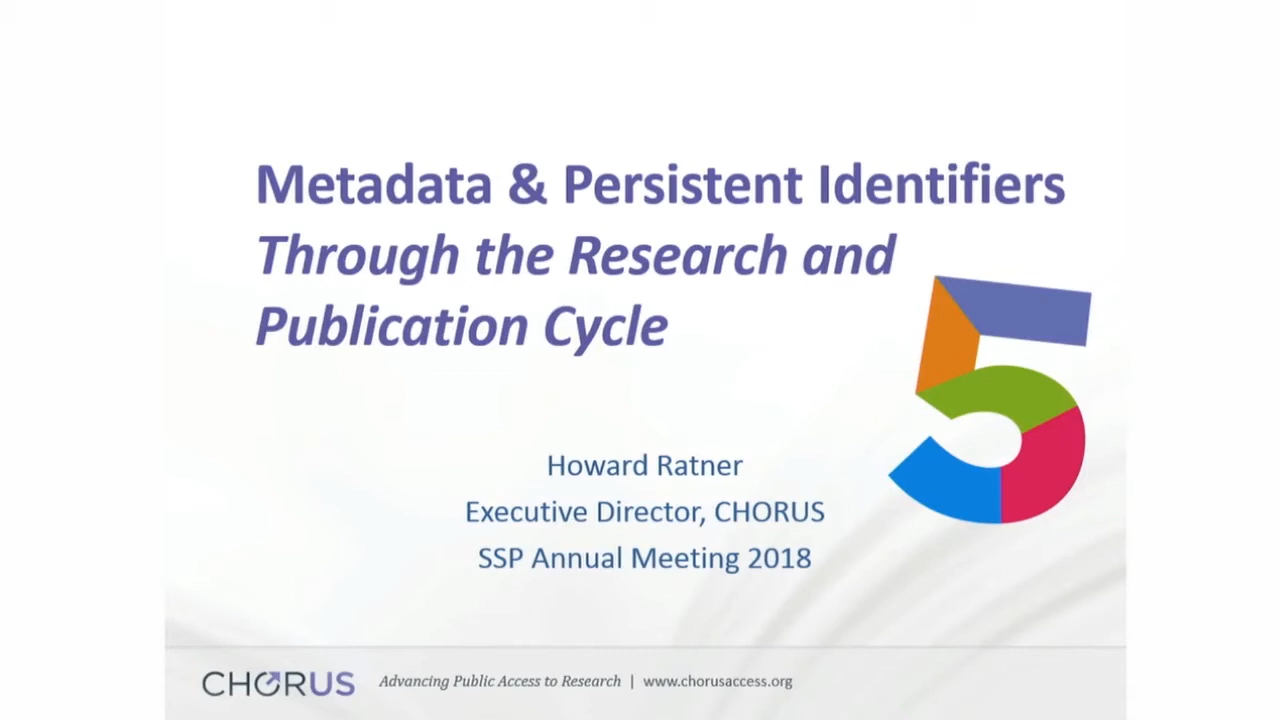 Metadata & Persistent Identifiers
Through the Research and
Publication Cycle
5
Howard Ratner
Executive Director, CHORUS
SSP Annual Meeting 2018
CHORUS Advancing Public Access to Research | www.chorusaccess.org